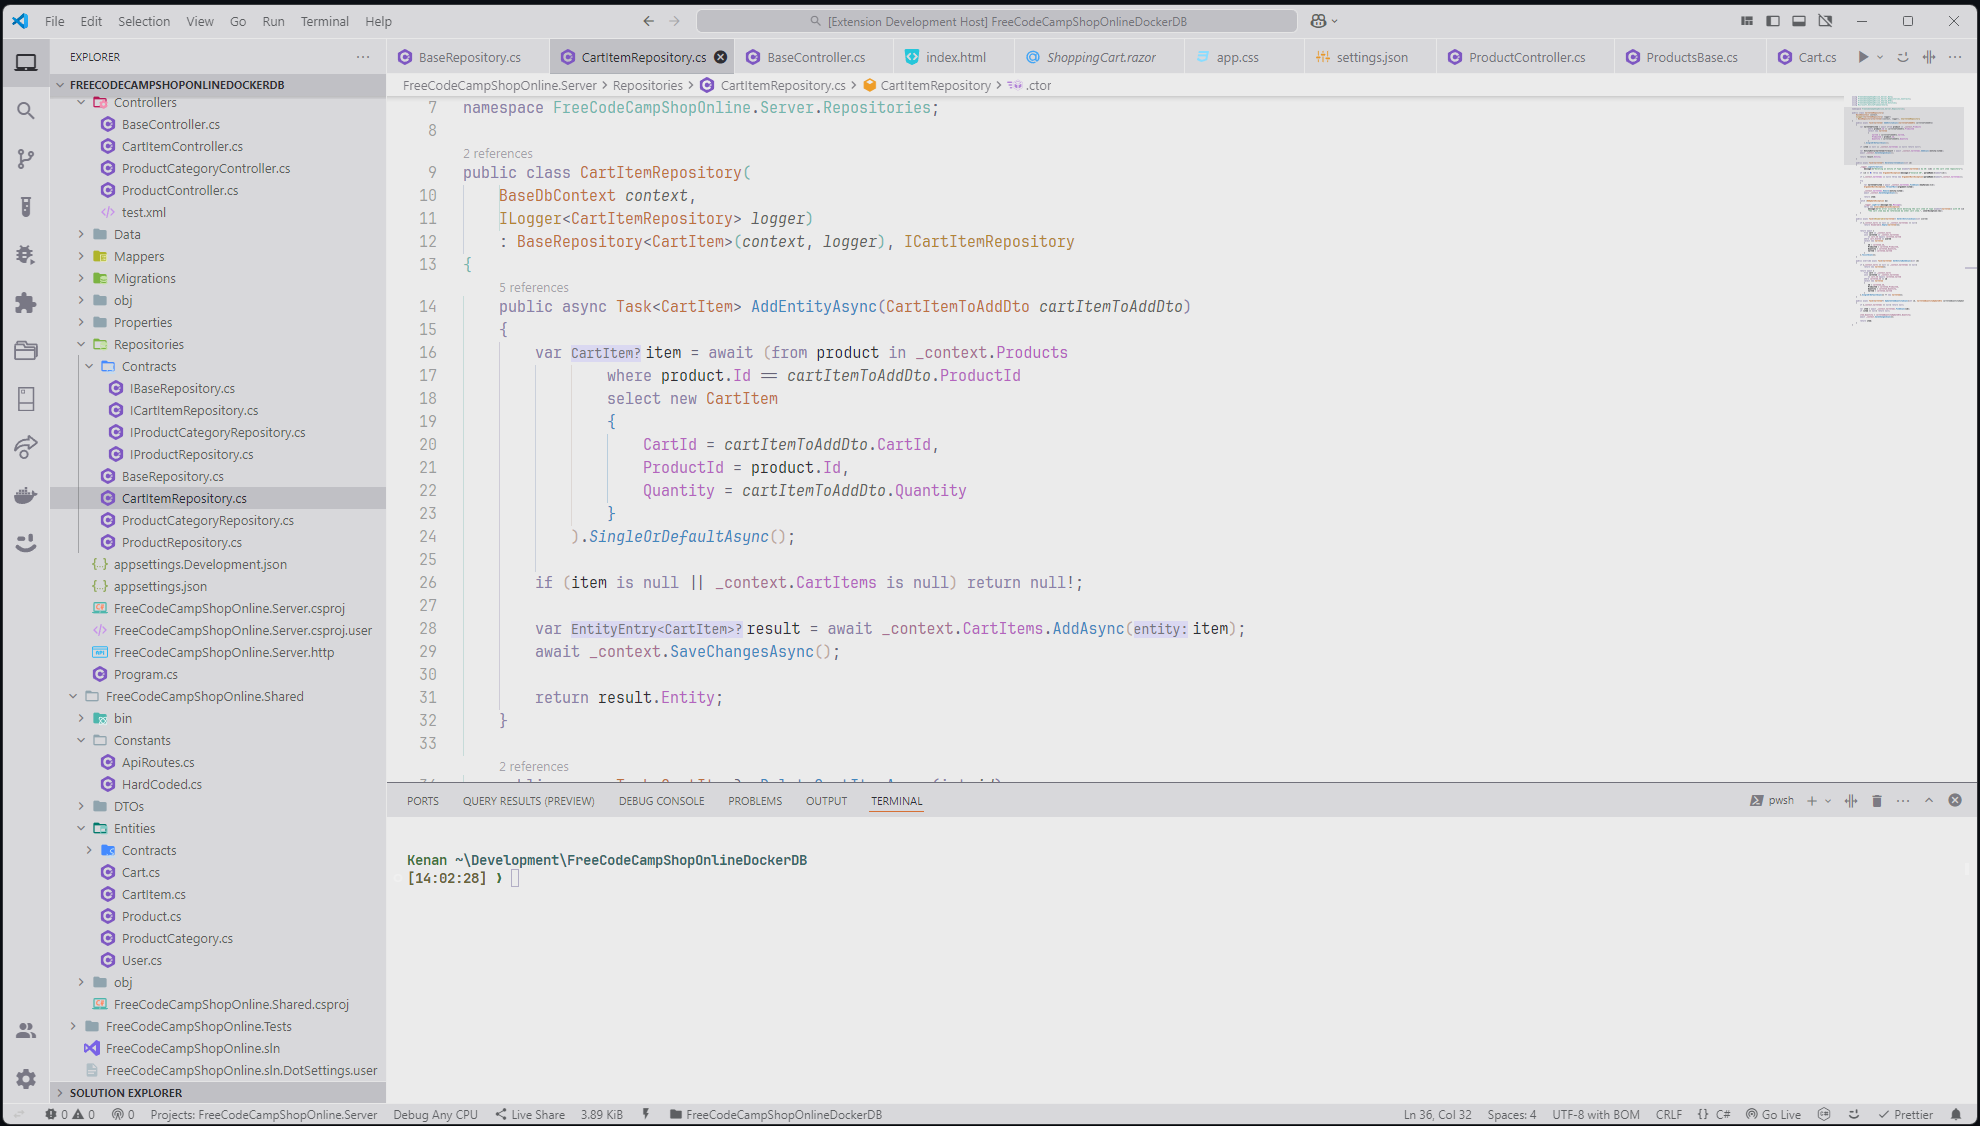 File Edit Selection View Go Run Terminal Help
[Extension Development Host] FreeCodeCampShopOnlineDockerDB
EXPLORER
FREECODECAMPSHOPONLINEDOCKERDB
Controllers
BaseController.cs
CartItemController.cs
ProductCategoryController.cs
ProductController.cs
test.xml
Data
Mappers
Migrations
obj
Properties
Repositories
Contracts
IBaseRepository.cs
ICartItemRepository.cs
IProductCategoryRepository.cs
IProductRepository.cs
BaseRepository.cs
CartItemRepository.cs
ProductCategoryRepository.cs
ProductRepository.cs
appsettings.Development.json
appsettings.json
FreeCodeCampShopOnline.Server.csproj
FreeCodeCampShopOnline.Server.csproj.user
FreeCodeCampShopOnline.Server.http
Program.cs
FreeCodeCampShopOnline.Shared
bin
Constants
ApiRoutes.cs
HardCoded.cs
DTOs
Entities
Contracts
Cart.cs
CartItem.cs
Product.cs
ProductCategory.cs
User.cs
obj
FreeCodeCampShopOnline.Shared.csproj
FreeCodeCampShopOnline.Tests
FreeCodeCampShopOnline.sln
FreeCodeCampShopOnline.sln.DotSettings.user
SOLUTION EXPLORER
BaseRepository.cs CartItemRepository.cs BaseController.cs index.html ShoppingCart.razor app.css settings.json ProductController.cs ProductsBase.cs Cart.cs
FreeCodeCampShopOnline.Server > Repositories > CartItemRepository.cs > CartItemRepository > .ctor
7 namespace FreeCodeCampShopOnline.Server.Repositories;
8
2 references
9 public class CartItemRepository(
10 BaseDbContext context,
11 ILogger<CartItemRepository> logger)
12 : BaseRepository<CartItem>(context, logger), ICartItemRepository
13 {
5 references
14 public async Task<CartItem> AddEntityAsync(CartItemToAddDto cartItemToAddDto)
15 {
16 var CartItem? item = await (from product in _context.Products
17 where product.Id == cartItemToAddDto.ProductId
18 select new CartItem
19 {
20 CartId = cartItemToAddDto.CartId,
21 ProductId = product.Id,
22 Quantity = cartItemToAddDto.Quantity
23 }
24 ).SingleOrDefaultAsync();
25
26 if (item is null || _context.CartItems is null) return null!;
27
28 var EntityEntry<CartItem>? result = await _context.CartItems.AddAsync(entity: item);
29 await _context.SaveChangesAsync();
30
31 return result.Entity;
32 }
33
2 references
PORTS QUERY RESULTS (PREVIEW) DEBUG CONSOLE PROBLEMS OUTPUT TERMINAL pwsh
Kenan ~\Development\FreeCodeCampShopOnlineDockerDB
[14:02:28] ❯
0 0 0 Projects: FreeCodeCampShopOnline.Server Debug Any CPU Live Share 3.89 KiB FreeCodeCampShopOnlineDockerDB Ln 36, Col 32 Spaces: 4 UTF-8 with BOM CRLF {} C# Go Live Prettier